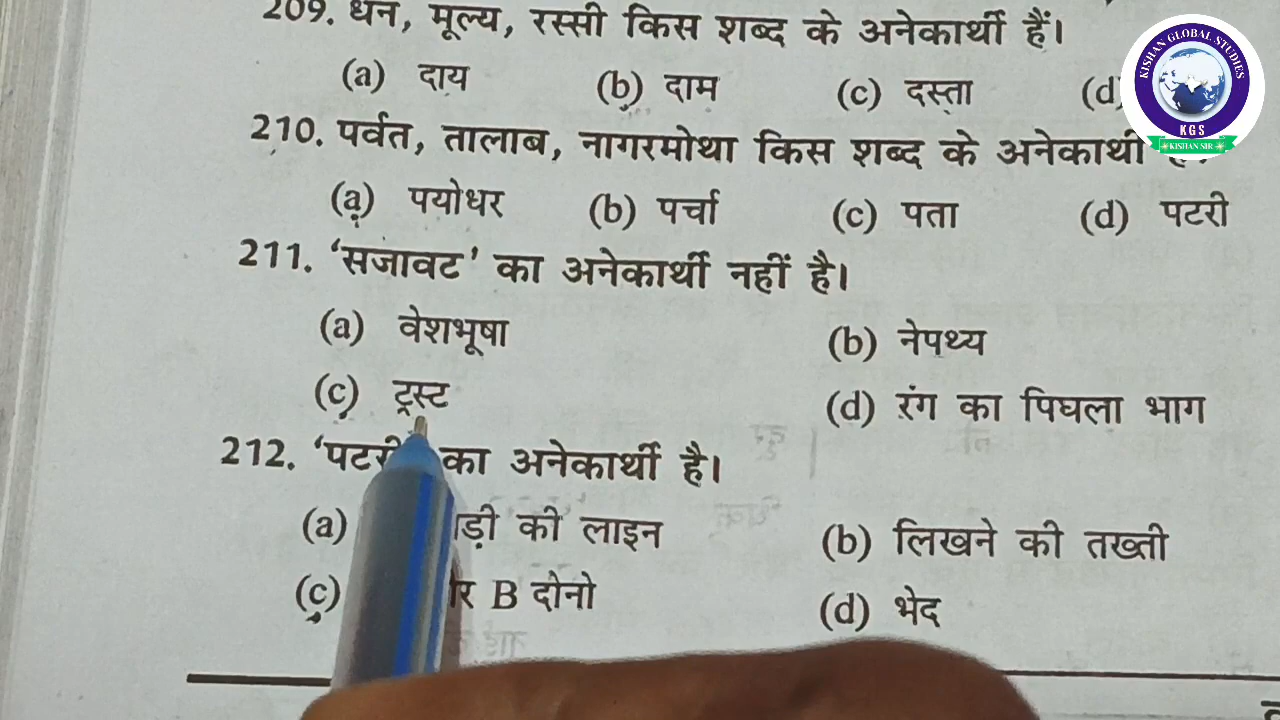 209. धन, मूल्य, रस्सी किस शब्द के अनेकार्थी हैं।
(a) दाय (b) दाम (c) दस्ता (d)
210. पर्वत, तालाब, नागरमोथा किस शब्द के अनेकार्थी
(a) पयोधर (b) पर्चा (c) पता (d) पटरी
211. ‘सजावट’ का अनेकार्थी नहीं है।
(a) वेशभूषा (b) नेपथ्य
(c) ट्रस्ट (d) रंग का पिघला भाग
212. ‘पटरी का अनेकार्थी है।
(a) ड़ी की लाइन (b) लिखने की तख्ती
(c) B दोनो (d) भेद
KISHAN GLOBAL STUDIES
KGS
KISHAN SIR